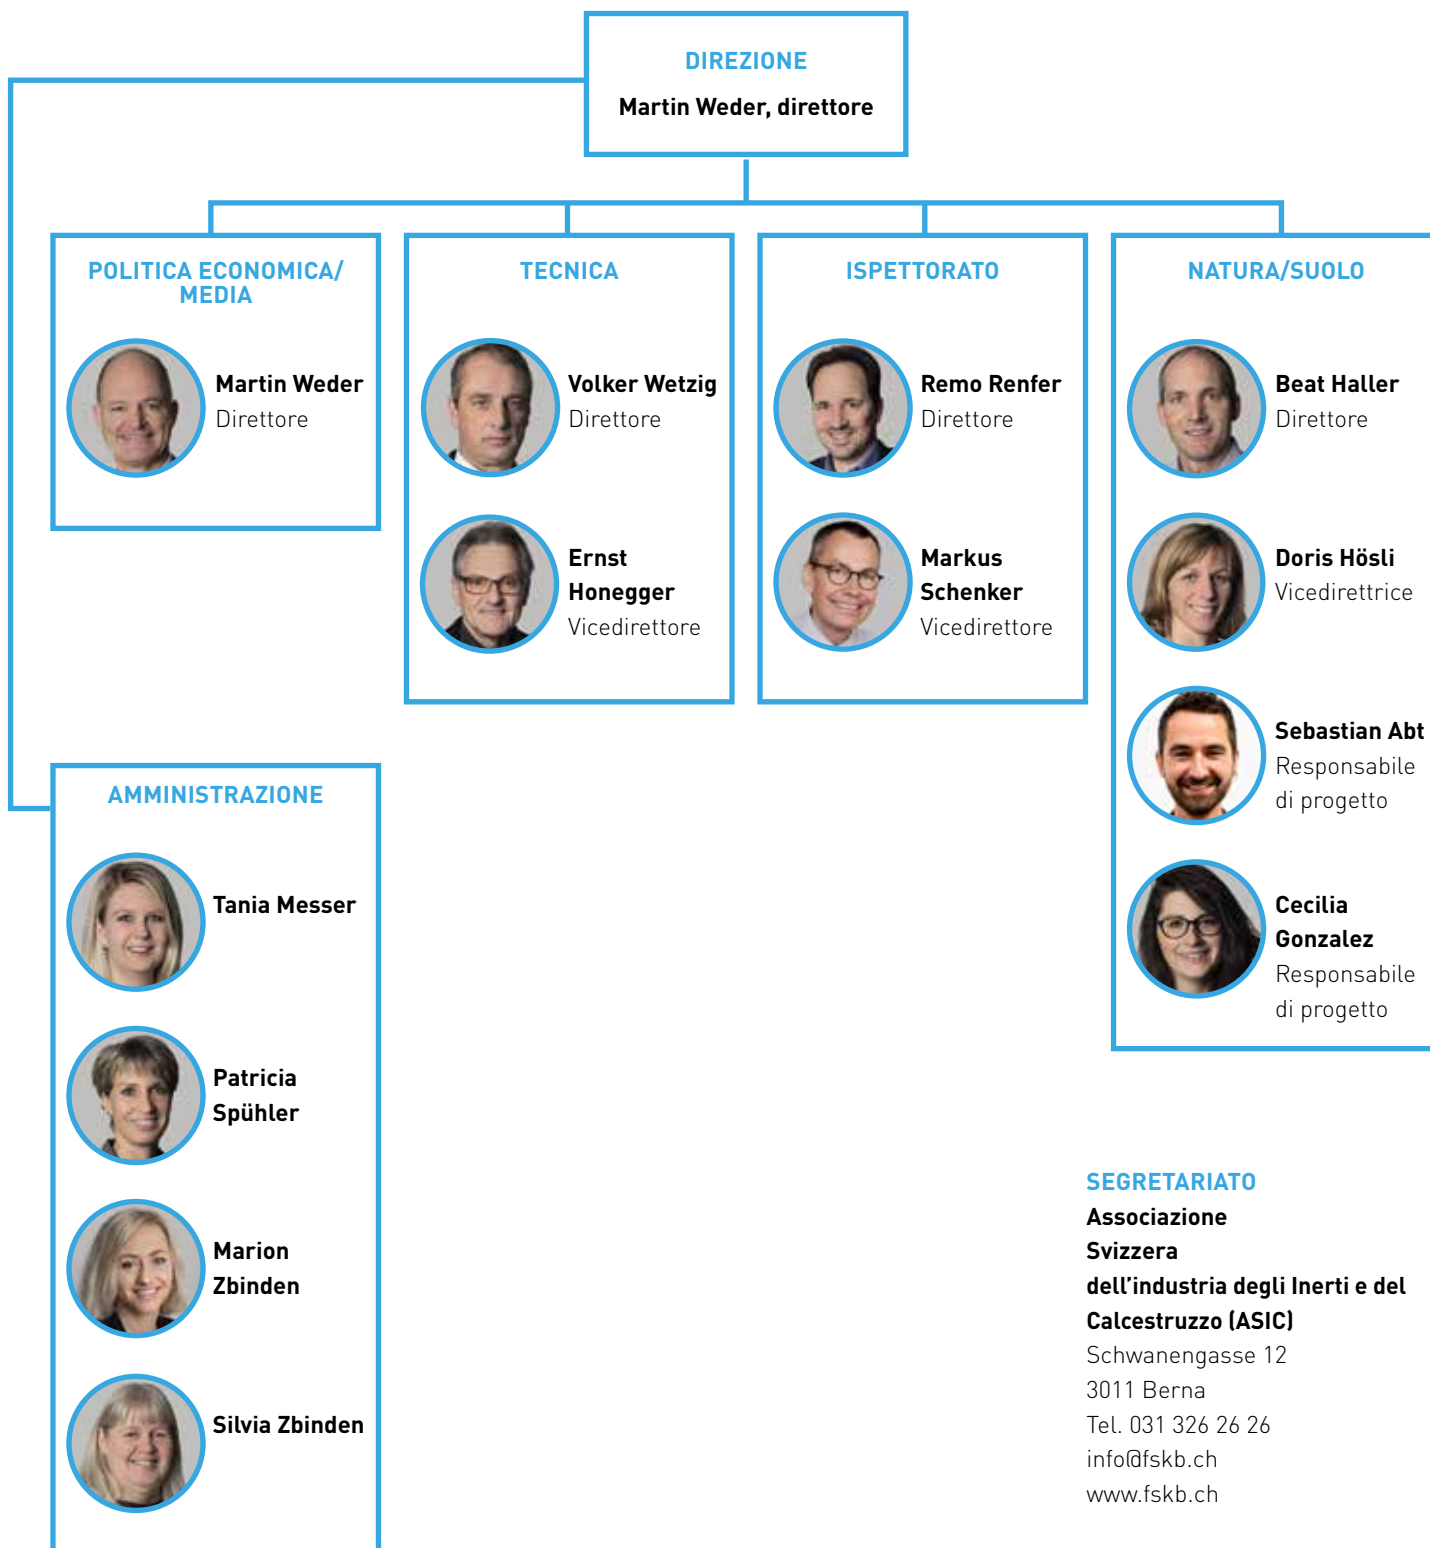 DIREZIONE
Martin Weder, direttore
POLITICA ECONOMICA/
MEDIA
Martin Weder
Direttore
TECNICA
Volker Wetzig
Direttore
Ernst
Honegger
Vicedirettore
ISPETTORATO
Remo Renfer
Direttore
Markus
Schenker
Vicedirettore
NATURA/SUOLO
Beat Haller
Direttore
Doris Hösli
Vicedirettrice
Sebastian Abt
Responsabile
di progetto
Cecilia
Gonzalez
Responsabile
di progetto
AMMINISTRAZIONE
Tania Messer
Patricia
Spühler
Marion
Zbinden
Silvia Zbinden
SEGRETARIATO
Associazione
Svizzera
dell’industria degli Inerti e del
Calcestruzzo (ASIC)
Schwanengasse 12
3011 Berna
Tel. 031 326 26 26
info@fskb.ch
www.fskb.ch